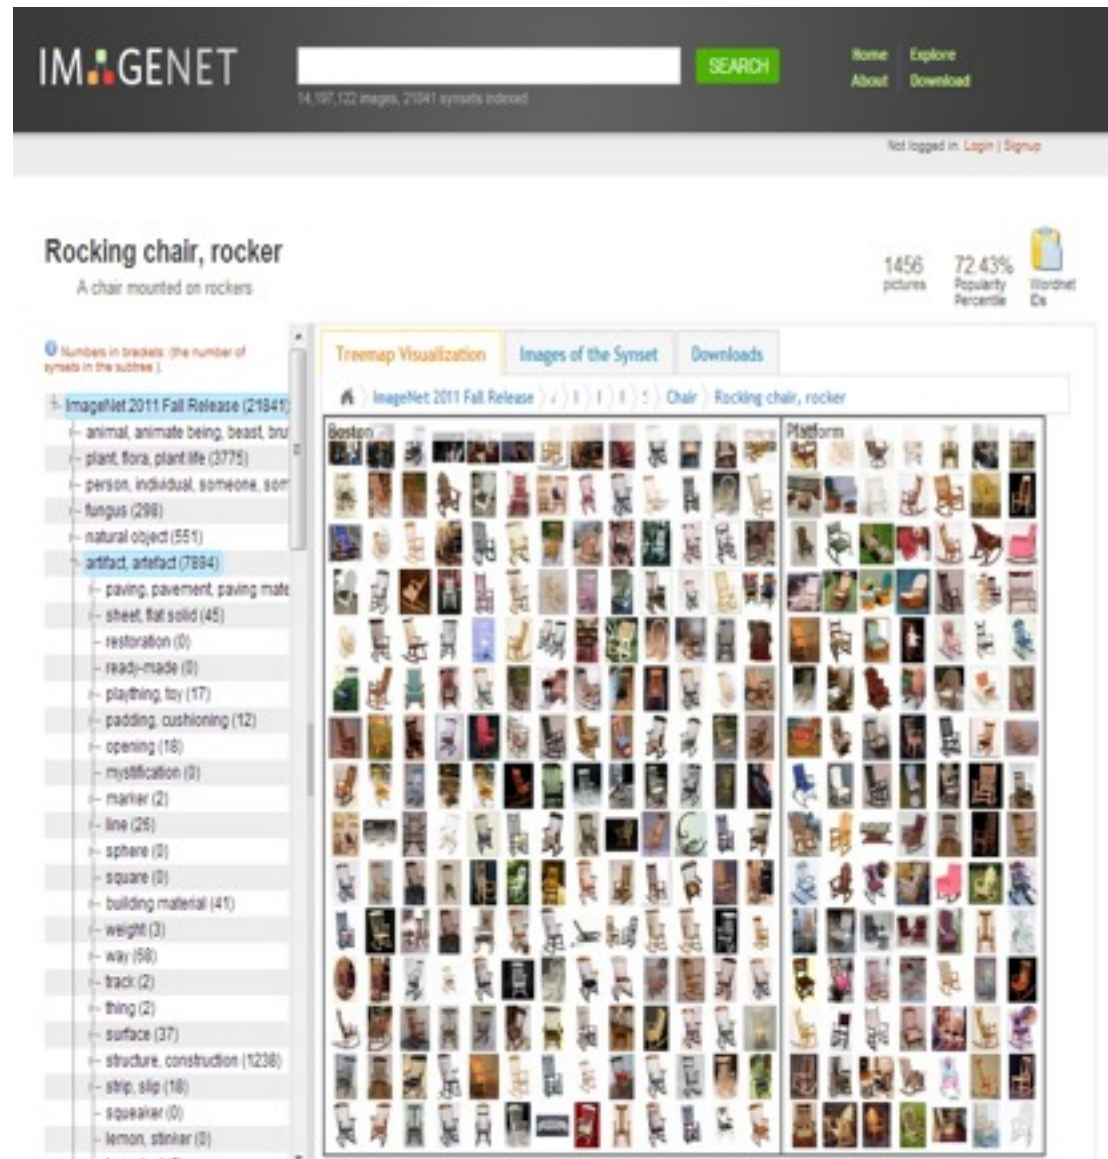 IMAGENET
SEARCH
14,197,122 images, 21841 synsets indexed
Home Explore
About Download
Not logged in. Login | Signup
Rocking chair, rocker
A chair mounted on rockers
1456
pictures
72.43%
Popularity
Percentile
Wordnet
IDs
Numbers in brackets: (the number of
synsets in the subtree ).
ImageNet 2011 Fall Release (21841)
animal, animate being, beast, bru
plant, flora, plant life (3775)
person, individual, someone, som
fungus (298)
natural object (551)
artifact, artefact (7894)
paving, pavement, paving mate
sheet, flat solid (45)
restoration (0)
ready-made (0)
plaything, toy (17)
padding, cushioning (12)
opening (18)
mystification (0)
marker (2)
line (26)
sphere (0)
square (0)
building material (41)
weight (3)
way (68)
track (2)
thing (2)
surface (37)
structure, construction (1238)
strip, slip (18)
squeaker (0)
lemon, stinker (0)
Treemap Visualization Images of the Synset Downloads
ImageNet 2011 Fall Release Chair Rocking chair, rocker
Boston Platform